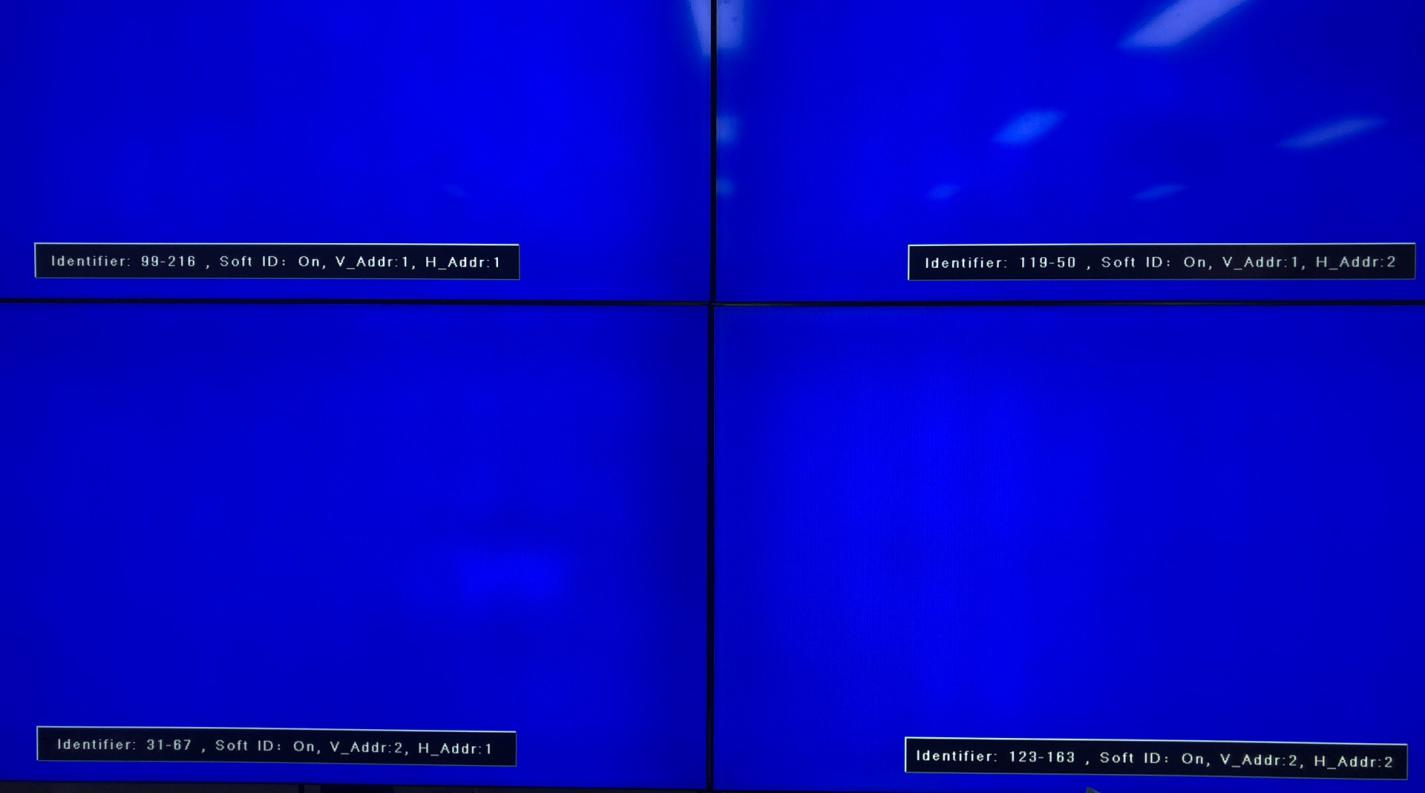 Identifier: 99-216 , Soft ID: On, V_Addr:1, H_Addr:1
Identifier: 119-50 , Soft ID: On, V_Addr:1, H_Addr:2
Identifier: 31-67 , Soft ID: On, V_Addr:2, H_Addr:1
Identifier: 123-163 , Soft ID: On, V_Addr:2, H_Addr:2